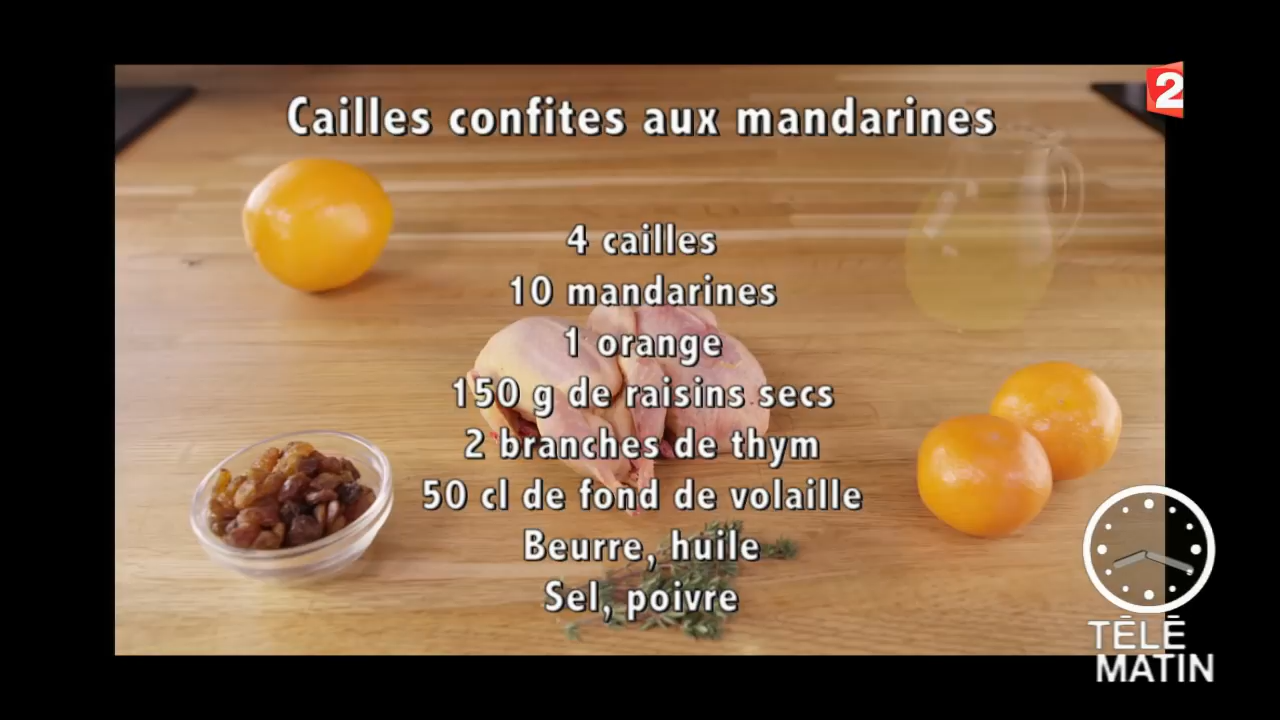 Cailles confites aux mandarines
2
4 cailles
10 mandarines
1 orange
150 g de raisins secs
2 branches de thym
50 cl de fond de volaille
Beurre, huile
Sel, poivre
TÉLÉ
MATIN